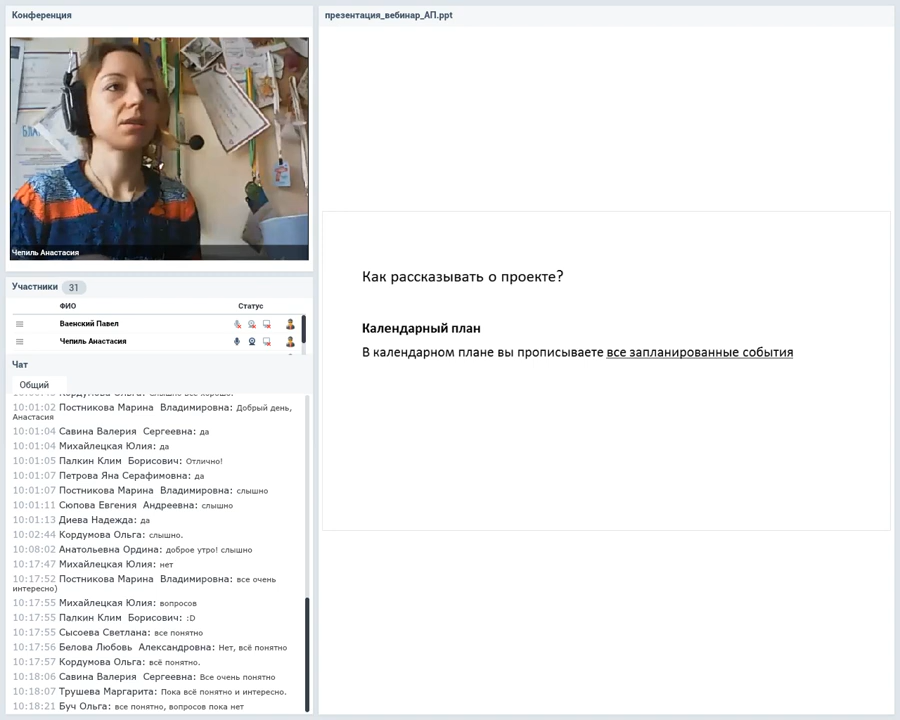 Конференция
презентация_вебинар_АП.ppt
Чепиль Анастасия
Участники 31
ФИО Статус
Ваенский Павел
Чепиль Анастасия
Чат
Общий
10:01:02 Постникова Марина Владимировна: Добрый день,
Анастасия
10:01:04 Савина Валерия Сергеевна: да
10:01:04 Михайлецкая Юлия: да
10:01:05 Палкин Клим Борисович: Отлично!
10:01:07 Петрова Яна Серафимовна: да
10:01:07 Постникова Марина Владимировна: слышно
10:01:11 Сюпова Евгения Андреевна: слышно
10:01:13 Диева Надежда: да
10:02:44 Кордумова Ольга: слышно.
10:08:02 Анатольевна Ордина: доброе утро! слышно
10:17:47 Михайлецкая Юлия: нет
10:17:52 Постникова Марина Владимировна: все очень
интересно)
10:17:55 Михайлецкая Юлия: вопросов
10:17:55 Палкин Клим Борисович: :D
10:17:55 Сысоева Светлана: все понятно
10:17:56 Белова Любовь Александровна: Нет, всё понятно
10:17:57 Кордумова Ольга: всё понятно.
10:18:06 Савина Валерия Сергеевна: Все очень понятно
10:18:07 Трушева Маргарита: Пока всё понятно и интересно.
10:18:21 Буч Ольга: все понятно, вопросов пока нет
Как рассказывать о проекте?
Календарный план
В календарном плане вы прописываете все запланированные события